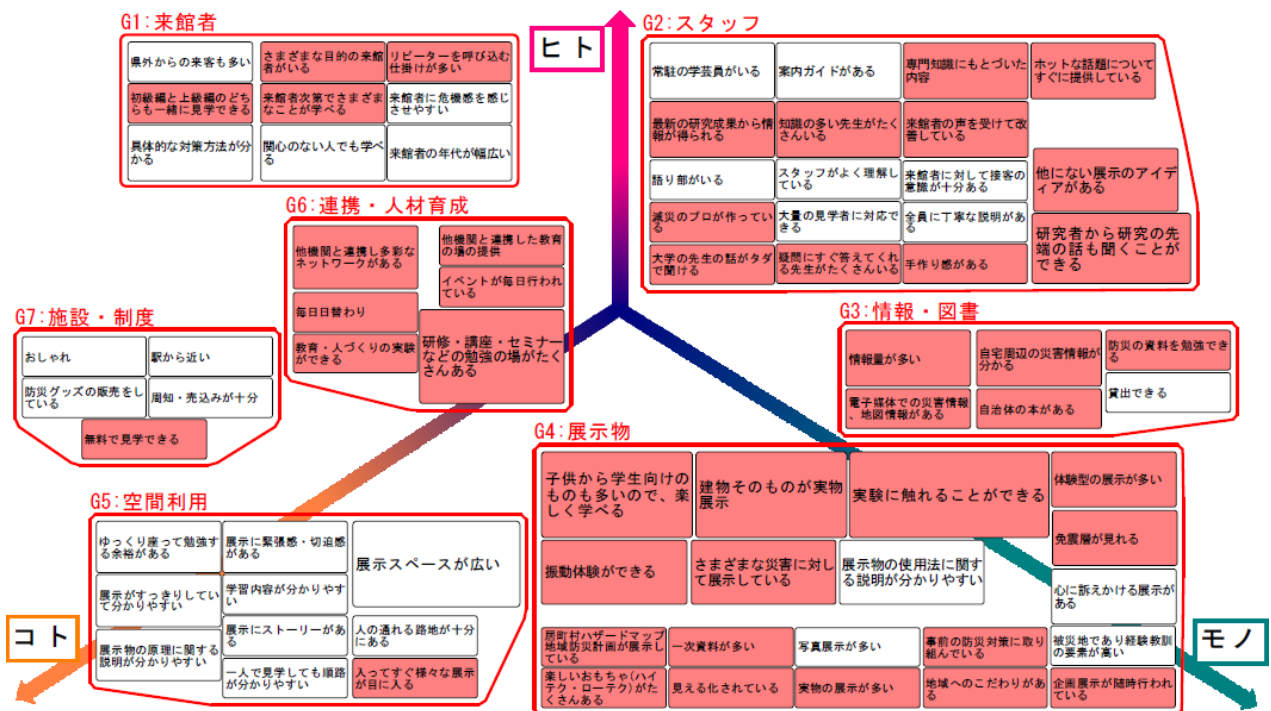 G1:来館者
県外からの来客も多い
さまざまな目的の来館
者がいる
リピーターを呼び込む
仕掛けが多い
初級編と上級編のどち
らも一緒に見学できる
来館者次第でさまざま
なことが学べる
来館者に危機感を感じ
させやすい
具体的な対策方法が分
かる
関心のない人でも学べ
る
来館者の年代が幅広い
ヒト
G2:スタッフ
常駐の学芸員がいる
案内ガイドがある
専門知識にもとづいた
内容
ホットな話題について
すぐに提供している
最新の研究成果から情
報が得られる
知識の多い先生がたく
さんいる
来館者の声を受けて改
善している
他にない展示のアイデ
ィアがある
語り部がいる
スタッフがよく理解し
ている
来館者に対して接客の
意識が十分ある
減災のプロが作ってい
る
大量の見学者に対応で
きる
全員に丁寧な説明があ
る
研究者から研究の先
端の話も聞くことが
できる
大学の先生の話がタダ
で聞ける
疑問にすぐ答えてくれ
る先生がたくさんいる
手作り感がある
G6:連携・人材育成
他機関と連携し多彩な
ネットワークがある
他機関と連携した教育
の場の提供
イベントが毎日行われ
ている
毎日日替わり
教育・人づくりの実験
ができる
研修・講座・セミナー
などの勉強の場がたく
さんある
G7:施設・制度
おしゃれ
駅から近い
防災グッズの販売をし
ている
周知・売込みが十分
無料で見学できる
G3:情報・図書
情報量が多い
自宅周辺の災害情報が
分かる
防災の資料を勉強でき
る
電子媒体での災害情報
、地図情報がある
自治体の本がある
貸出できる
G4:展示物
子供から学生向けの
ものも多いので、楽
しく学べる
建物そのものが実物
展示
実験に触れることができる
体験型の展示が多い
免震層が見れる
振動体験ができる
さまざまな災害に対し
て展示している
展示物の使用法に関す
る説明が分かりやすい
心に訴えかける展示が
ある
居町村ハザードマップ
地域防災計画が展示し
ている
一次資料が多い
写真展示が多い
事前の防災対策に取り
組んでいる
被災地であり経験教訓
の要素が高い
楽しいおもちゃ(ハイ
テク・ローテク)がた
くさんある
見える化されている
実物の展示が多い
地域へのこだわりがあ
る
企画展示が随時行われ
ている
G5:空間利用
ゆっくり座って勉強す
る余裕がある
展示に緊張感・切迫感
がある
展示スペースが広い
展示がすっきりしてい
て分かりやすい
学習内容が分かりやす
い
展示物の原理に関する
説明が分かりやすい
展示にストーリーがあ
る
人の通れる路地が十分
にある
一人で見学しても順路
が分かりやすい
入ってすぐ様々な展示
が目に入る
コト
モノ